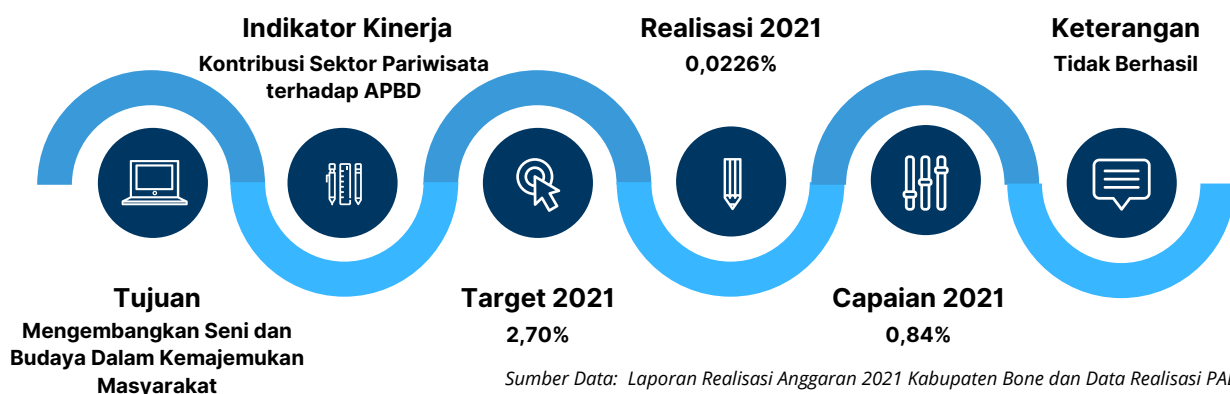 Indikator Kinerja
Kontribusi Sektor Pariwisata
terhadap APBD
Realisasi 2021
0,0226%
Keterangan
Tidak Berhasil
Tujuan
Mengembangkan Seni dan
Budaya Dalam Kemajemukan
Masyarakat
Target 2021
2,70%
Capaian 2021
0,84%
Sumber Data: Laporan Realisasi Anggaran 2021 Kabupaten Bone dan Data Realisasi